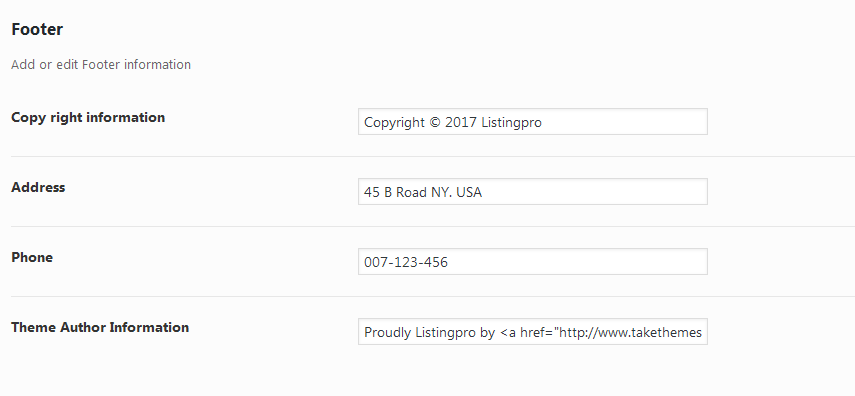 Footer
Add or edit Footer information
Copy right information
Copyright © 2017 Listingpro
Address
45 B Road NY. USA
Phone
007-123-456
Theme Author Information
Proudly Listingpro by <a href="http://www.takethemes